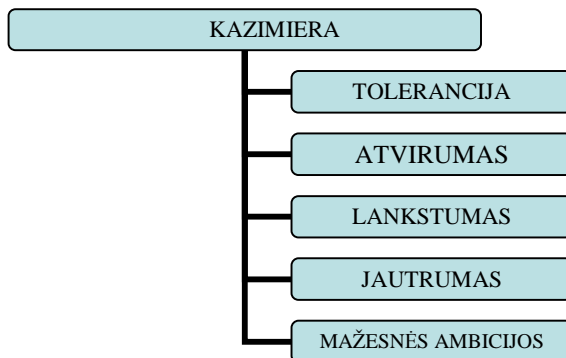 KAZIMIERA
TOLERANCIJA
ATVIRUMAS
LANKSTUMAS
JAUTRUMAS
MAŽESNĖS AMBICIJOS